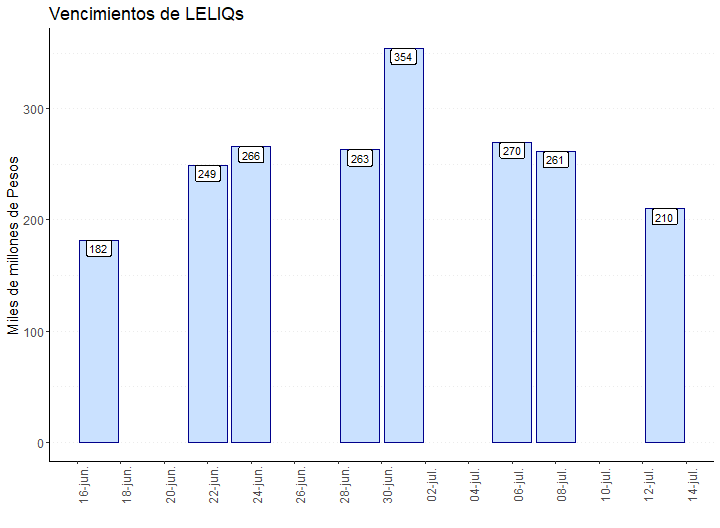 Vencimientos de LELIQs
Miles de millones de Pesos
300
200
100
0
182
249
266
263
354
270
261
210
16-jun.
18-jun.
20-jun.
22-jun.
24-jun.
26-jun.
28-jun.
30-jun.
02-jul.
04-jul.
06-jul.
08-jul.
10-jul.
12-jul.
14-jul.